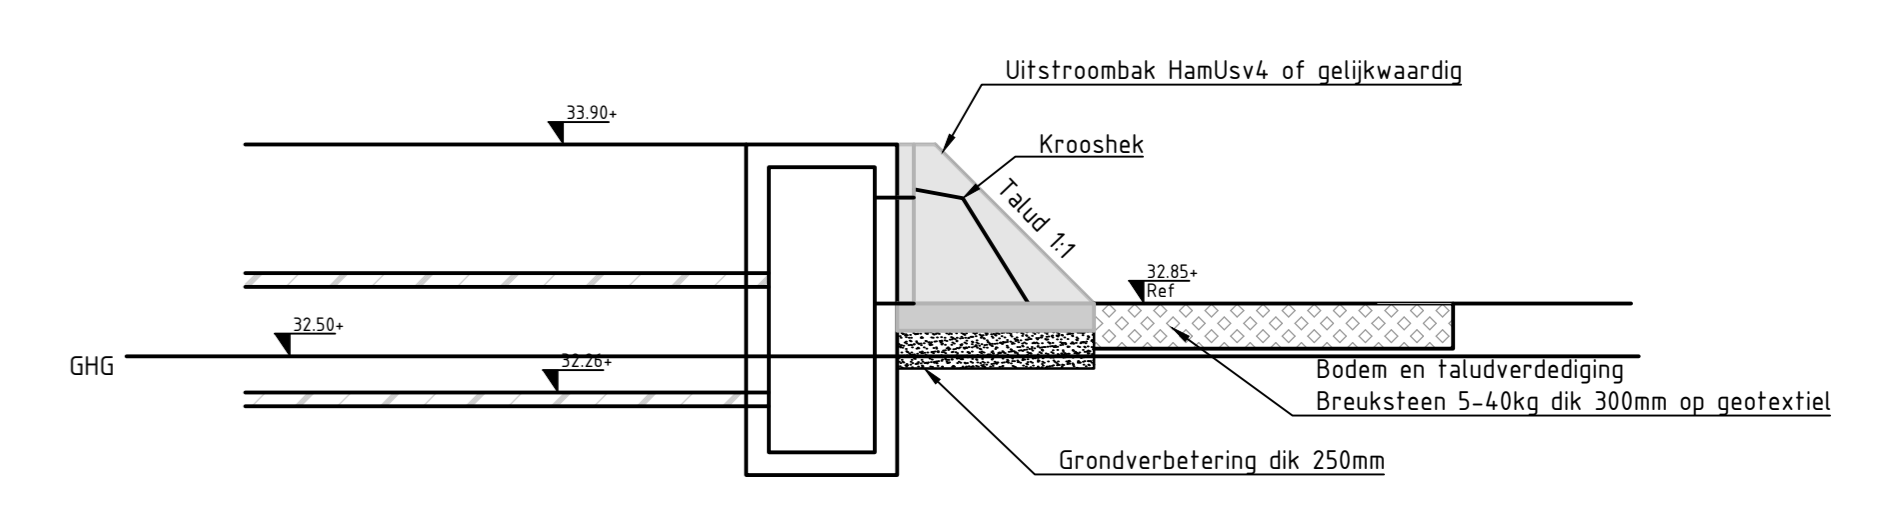 Uitstroombak HamUsv4 of gelijkwaardig
33.90+
Krooshek
Talud 1:1
32.85+
Ref
32.50+
GHG
32.26+
Bodem en taludverdediging
Breuksteen 5-40kg dik 300mm op geotextiel
Grondverbetering dik 250mm